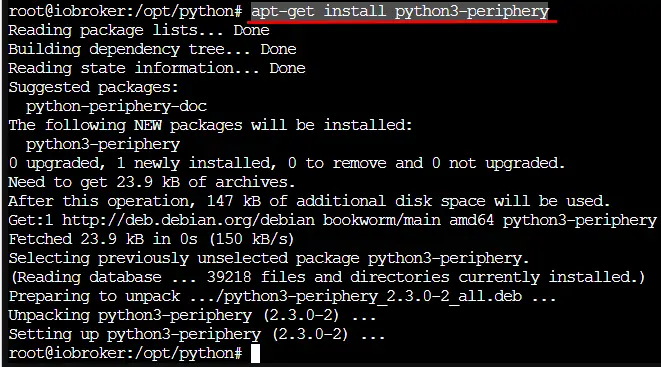 root@iobroker:/opt/python# apt-get install python3-periphery
Reading package lists... Done
Building dependency tree... Done
Reading state information... Done
Suggested packages:
  python-periphery-doc
The following NEW packages will be installed:
  python3-periphery
0 upgraded, 1 newly installed, 0 to remove and 0 not upgraded.
Need to get 23.9 kB of archives.
After this operation, 147 kB of additional disk space will be used.
Get:1 http://deb.debian.org/debian bookworm/main amd64 python3-periphery
Fetched 23.9 kB in 0s (150 kB/s)
Selecting previously unselected package python3-periphery.
(Reading database ... 39218 files and directories currently installed.)
Preparing to unpack .../python3-periphery_2.3.0-2_all.deb ...
Unpacking python3-periphery (2.3.0-2) ...
Setting up python3-periphery (2.3.0-2) ...
root@iobroker:/opt/python#